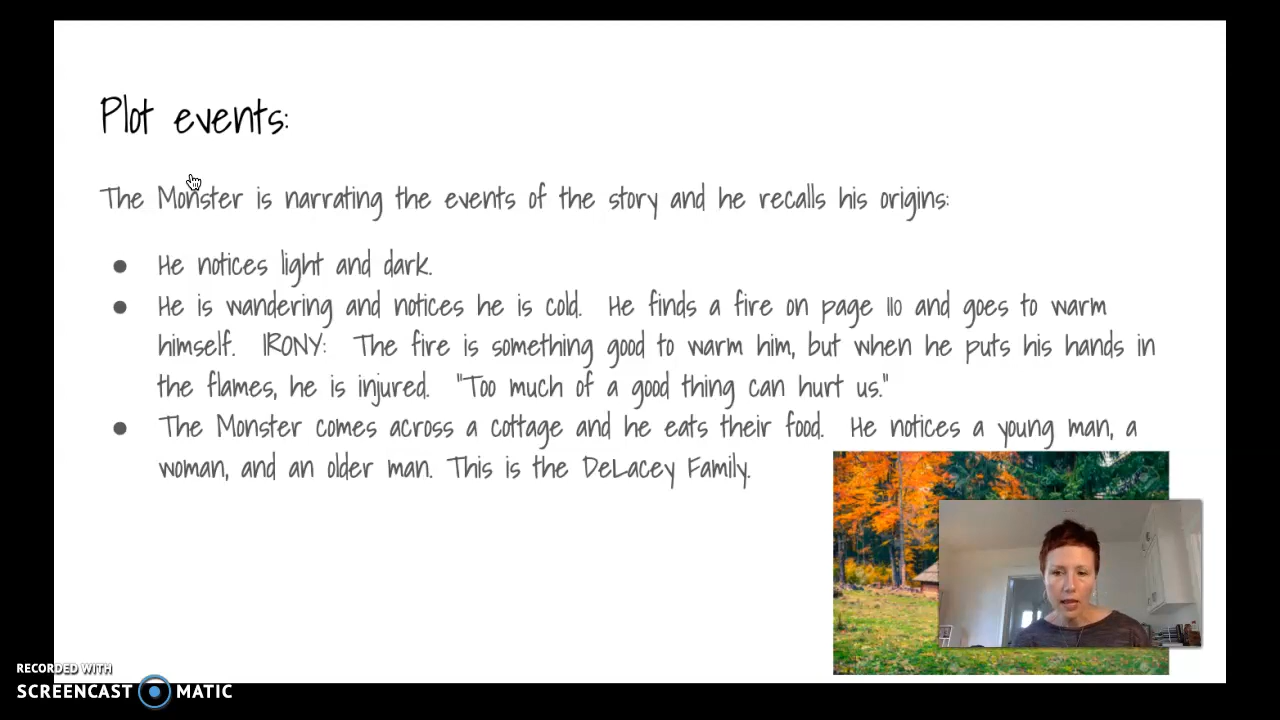 Plot events:
The Monster is narrating the events of the story and he recalls his origins:
● He notices light and dark.
● He is wandering and notices he is cold. He finds a fire on page 110 and goes to warm
himself. IRONY: The fire is something good to warm him, but when he puts his hands in
the flames, he is injured. "Too much of a good thing can hurt us."
● The Monster comes across a cottage and he eats their food. He notices a young man, a
woman, and an older man. This is the DeLacey Family.
RECORDED WITH
SCREENCAST MATIC